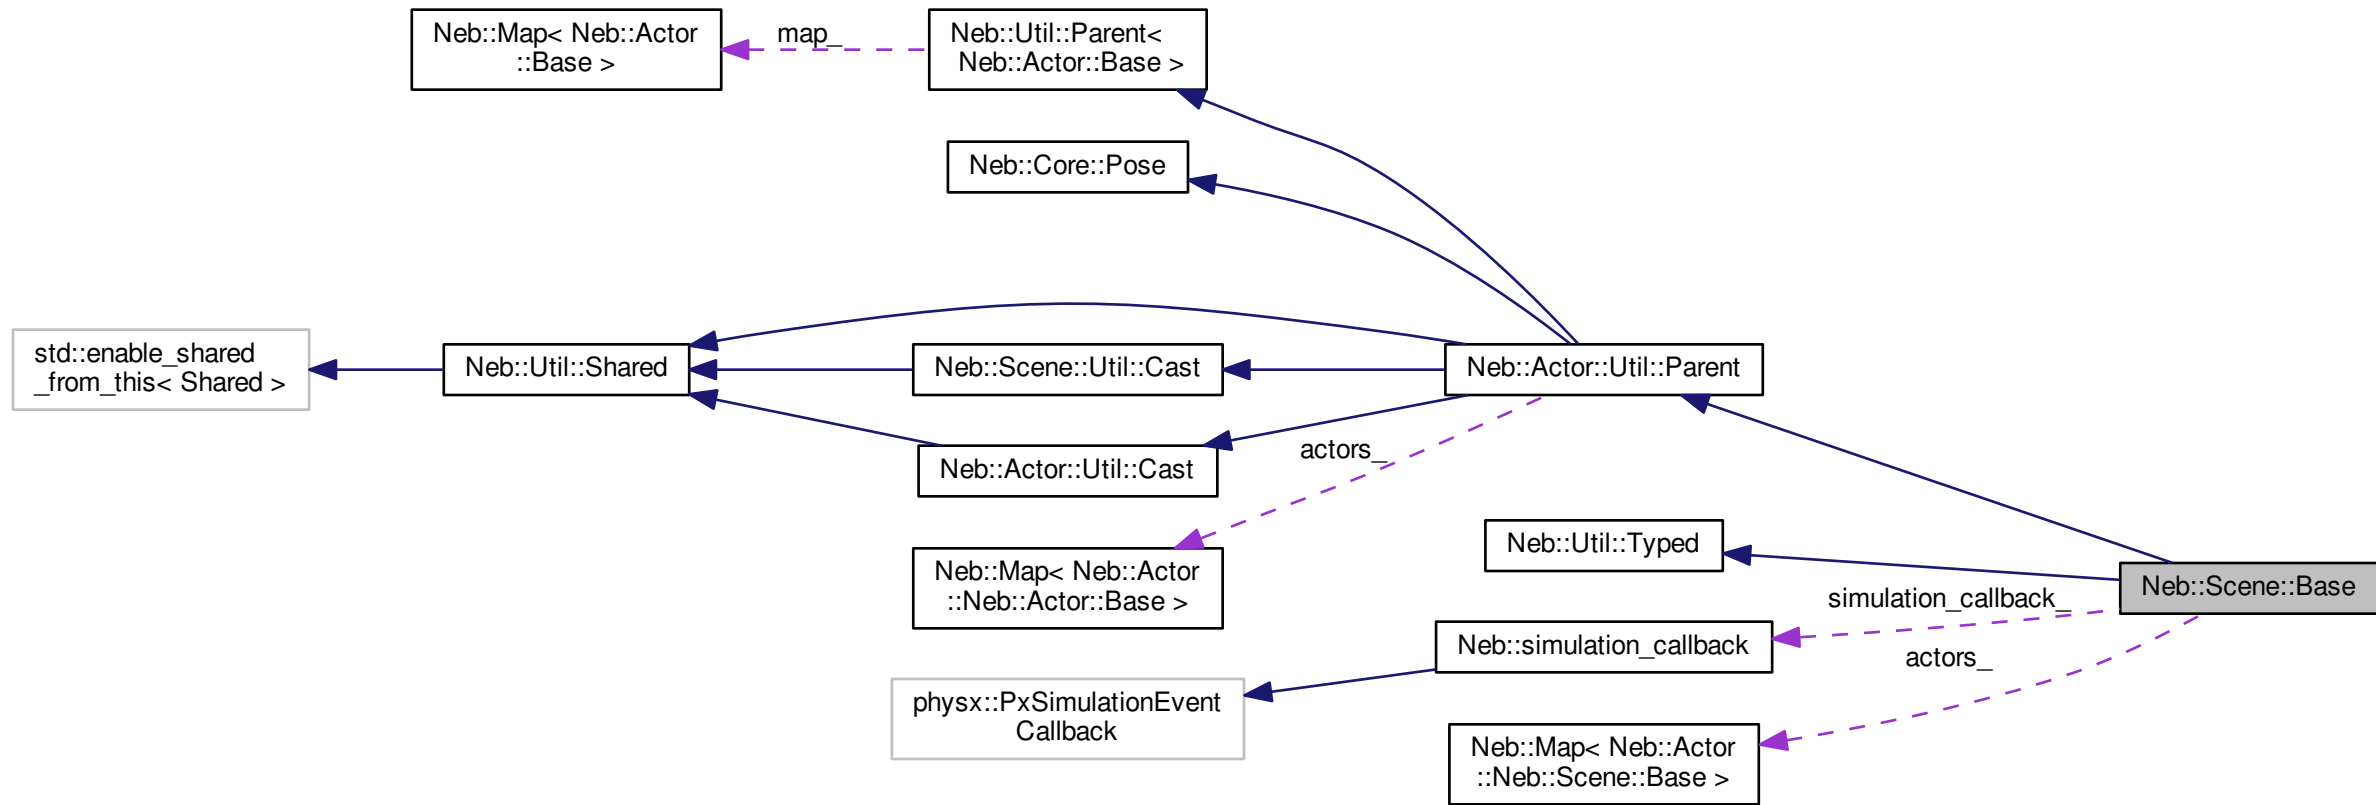 Neb::Map< Neb::Actor
::Base >
map_
Neb::Util::Parent<
Neb::Actor::Base >
Neb::Core::Pose
std::enable_shared
_from_this< Shared >
Neb::Util::Shared
Neb::Scene::Util::Cast
Neb::Actor::Util::Parent
Neb::Actor::Util::Cast
actors_
Neb::Map< Neb::Actor
::Neb::Actor::Base >
Neb::Util::Typed
Neb::Scene::Base
simulation_callback_
Neb::simulation_callback
actors_
physx::PxSimulationEvent
Callback
Neb::Map< Neb::Actor
::Neb::Scene::Base >